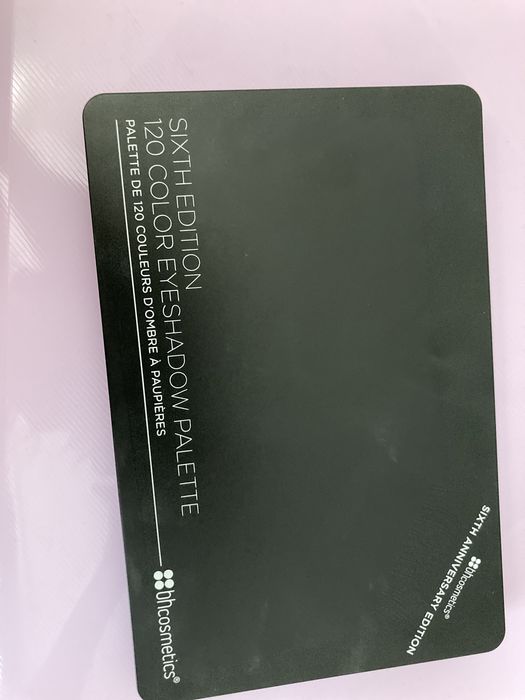 SIXTH EDITION
120 COLOR EYESHADOW PALETTE
PALETTE DE 120 COULEURS D'OMBRE À PAUPIÈRES
bhcosmetics®
bhcosmetics®
SIXTH ANNIVERSARY EDITION